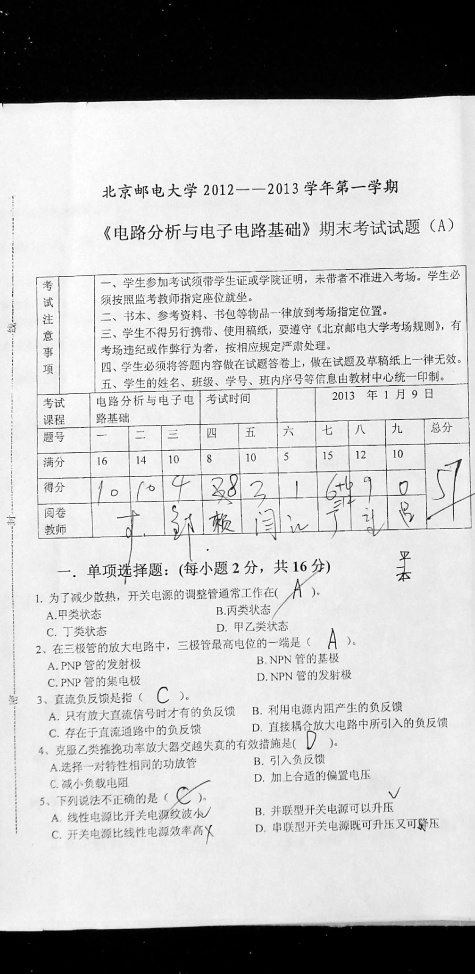 北京邮电大学 2012——2013 学年第一学期
《电路分析与电子电路基础》期末考试试题（A）
考试注意事项
一、学生参加考试须带学生证或学院证明，未带者不准进入考场。学生必
须按照监考教师指定座位就坐。
二、书本、参考资料、书包等物品一律放到考场指定位置。
三、学生不得另行携带、使用稿纸，要遵守《北京邮电大学考场规则》，有
考场违纪或作弊行为者，按相应规定严肃处理。
四、学生必须将答题内容做在试题答卷上，做在试题及草稿纸上一律无效。
五、学生的姓名、班级、学号、班内序号等信息由教材中心统一印制。
考试课程 电路分析与电子电路基础 考试时间 2013 年 1 月 9 日
题号 一 二 三 四 五 六 七 八 九 总分
满分 16 14 10 8 10 5 15 12 10
得分 10 10 4 8 3 1 6+4 9 0 57
阅卷教师
一．单项选择题：(每小题 2 分，共 16 分)
1. 为了减少散热，开关电源的调整管通常工作在( A )。
A.甲类状态 B.丙类状态
C. 丁类状态 D. 甲乙类状态
2、在三极管的放大电路中，三极管最高电位的一端是（ A ）。
A. PNP 管的发射极 B. NPN 管的基极
C. PNP 管的集电极 D. NPN 管的发射极
3、直流负反馈是指（ C ）。
A. 只有放大直流信号时才有的负反馈 B. 利用电源内阻产生的负反馈
C. 存在于直流通路中的负反馈 D. 直接耦合放大电路中所引入的负反馈
4、克服乙类推挽功率放大器交越失真的有效措施是( D )。
A.选择一对特性相同的功放管 B. 引入负反馈
C. 减小负载电阻 D. 加上合适的偏置电压
5、下列说法不正确的是（ C ）。
A. 线性电源比开关电源纹波小 B. 并联型开关电源可以升压
C. 开关电源比线性电源效率高 D. 串联型开关电源既可升压又可降压